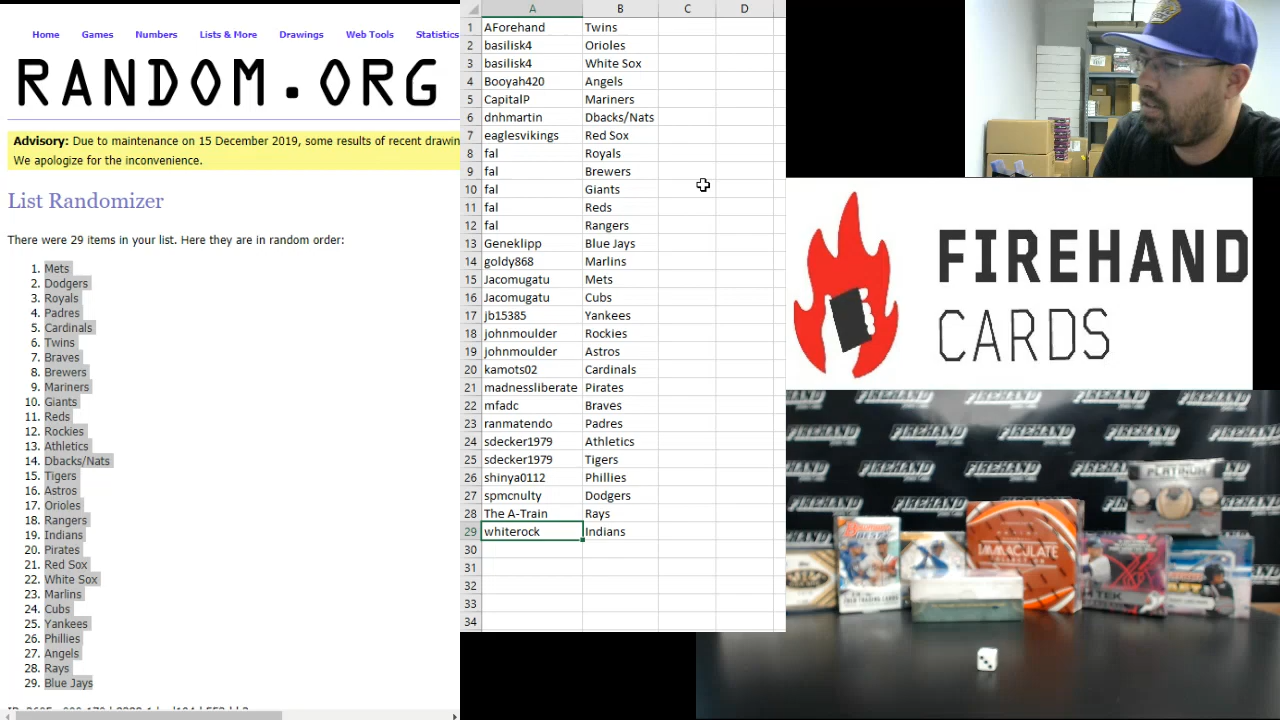 Home Games Numbers Lists & More Drawings Web Tools Statistics
RANDOM.ORG
Advisory: Due to maintenance on 15 December 2019, some results of recent drawin
We apologize for the inconvenience.
List Randomizer
There were 29 items in your list. Here they are in random order:
1. Mets
2. Dodgers
3. Royals
4. Padres
5. Cardinals
6. Twins
7. Braves
8. Brewers
9. Mariners
10. Giants
11. Reds
12. Rockies
13. Athletics
14. Dbacks/Nats
15. Tigers
16. Astros
17. Orioles
18. Rangers
19. Indians
20. Pirates
21. Red Sox
22. White Sox
23. Marlins
24. Cubs
25. Yankees
26. Phillies
27. Angels
28. Rays
29. Blue Jays
A B C D
1 AForehand Twins
2 basilisk4 Orioles
3 basilisk4 White Sox
4 Booyah420 Angels
5 CapitalP Mariners
6 dnhmartin Dbacks/Nats
7 eaglesvikings Red Sox
8 fal Royals
9 fal Brewers
10 fal Giants
11 fal Reds
12 fal Rangers
13 Geneklipp Blue Jays
14 goldy868 Marlins
15 Jacomugatu Mets
16 Jacomugatu Cubs
17 jb15385 Yankees
18 johnmoulder Rockies
19 johnmoulder Astros
20 kamots02 Cardinals
21 madnessliberate Pirates
22 mfadc Braves
23 ranmatendo Padres
24 sdecker1979 Athletics
25 sdecker1979 Tigers
26 shinya0112 Phillies
27 spmcnulty Dodgers
28 The A-Train Rays
29 whiterock Indians
30
31
32
33
34
FIREHAND
CARDS
FIREHAND FIREHAND FIREHAND FIREHAND
PLATINUM
Bowman
BEST
IMMACULATE
COLLECTION